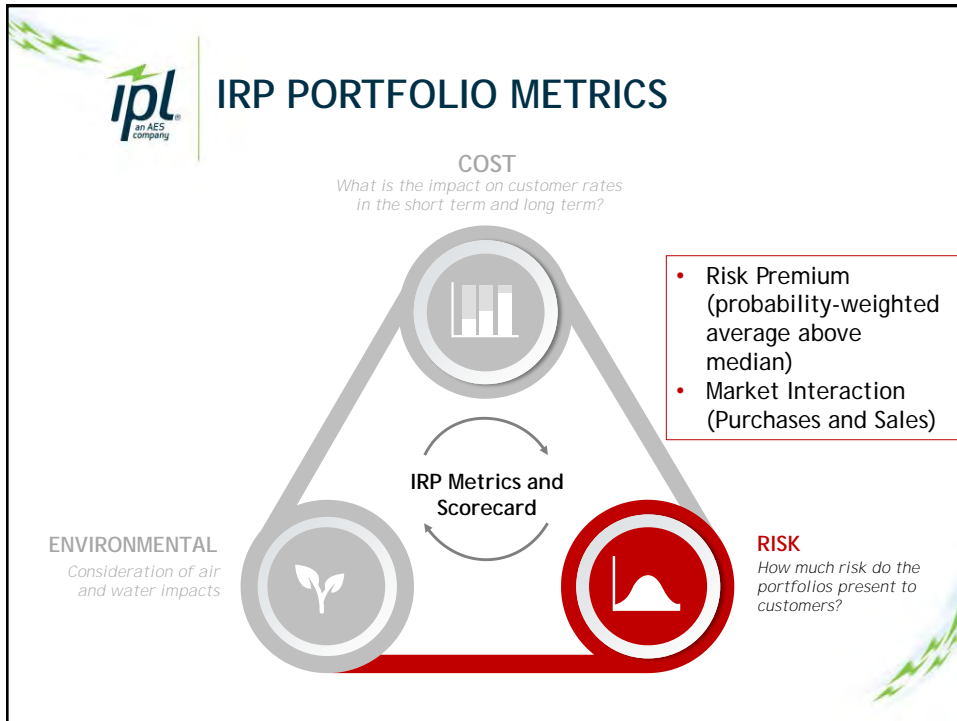 ipl
an AES
company
IRP PORTFOLIO METRICS
COST
What is the impact on customer rates
in the short term and long term?
• Risk Premium
(probability-weighted
average above
median)
• Market Interaction
(Purchases and Sales)
IRP Metrics and
Scorecard
ENVIRONMENTAL
Consideration of air
and water impacts
RISK
How much risk do the
portfolios present to
customers?